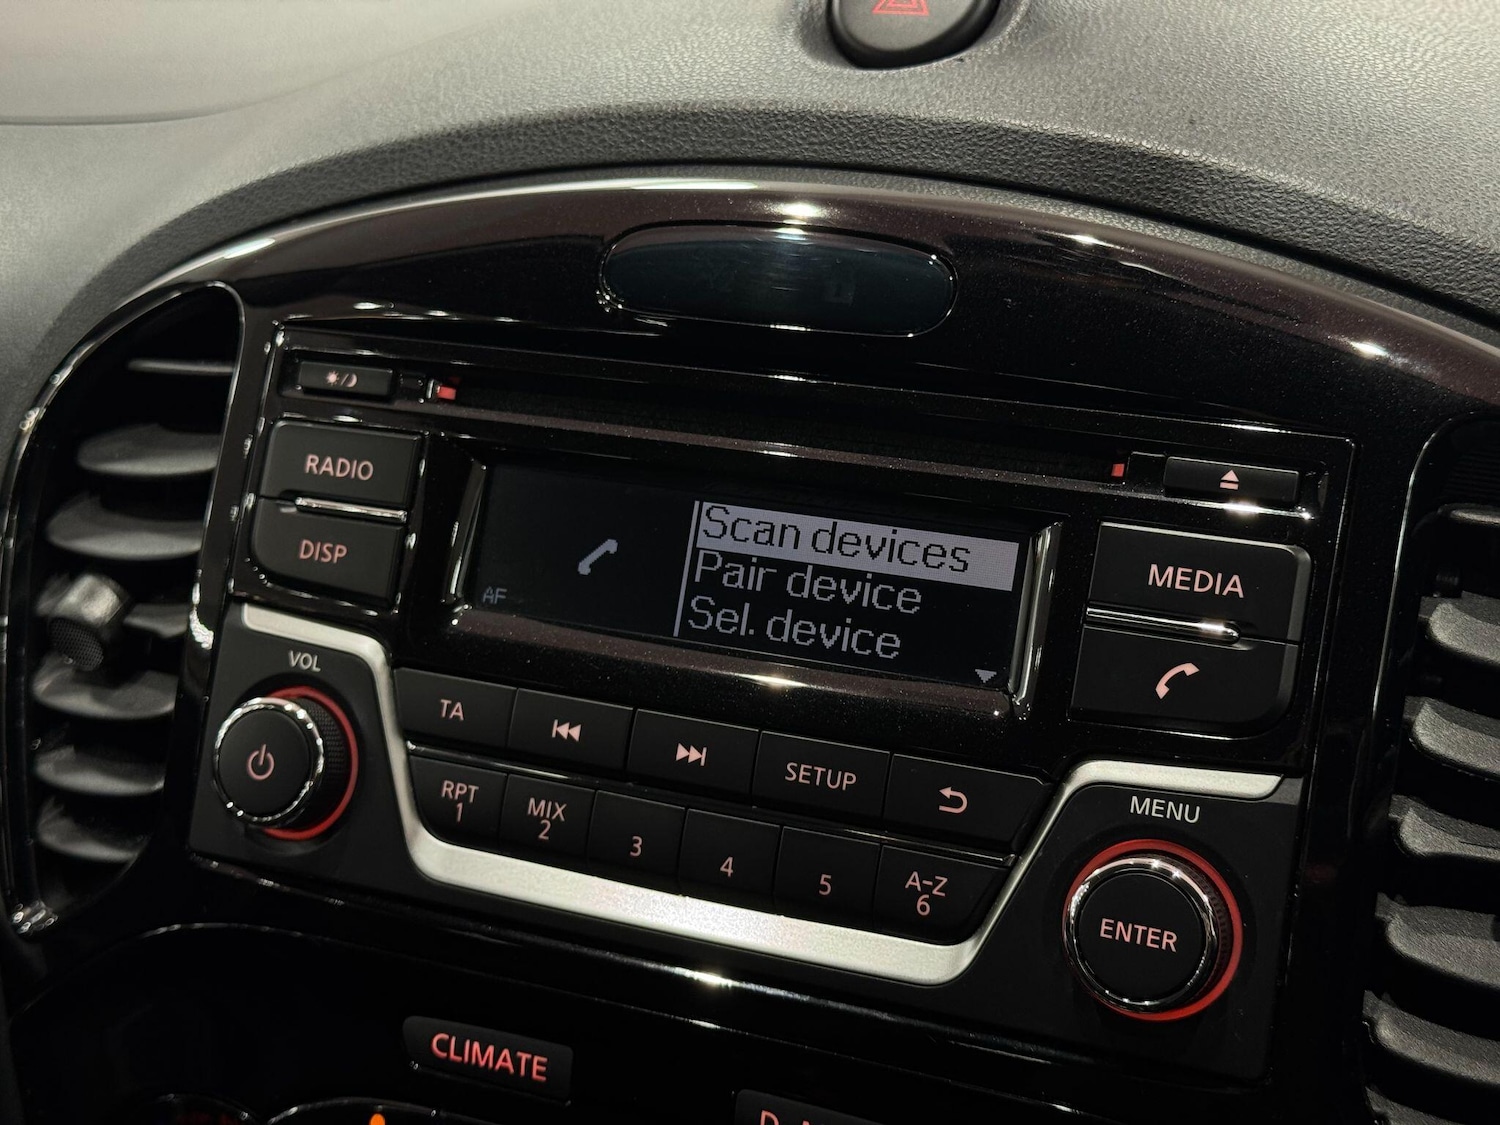 RADIO
DISP
Scan devices
Pair device
Sel. device
AF
MEDIA
VOL
TA
SETUP
RPT
1
MIX
2
3
4
5
A-Z
6
MENU
ENTER
CLIMATE